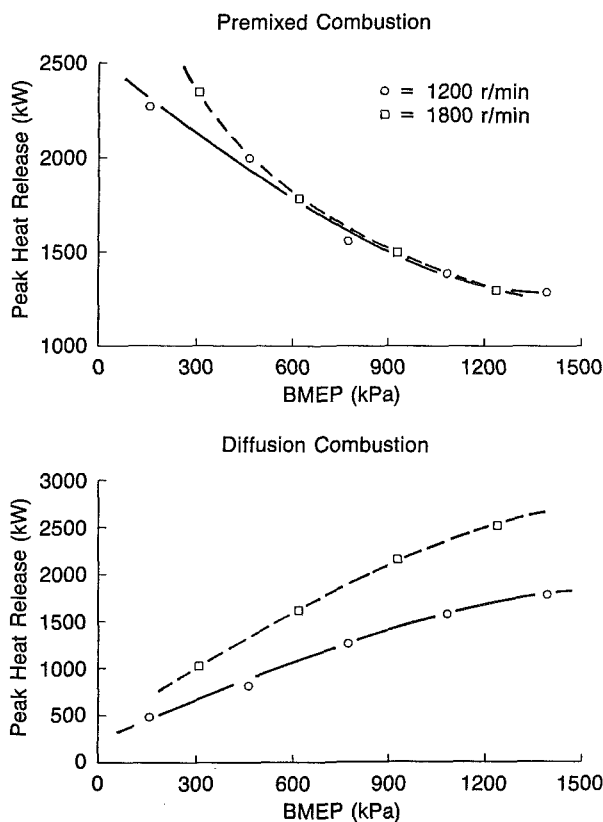 Premixed Combustion
Peak Heat Release (kW)
2500
2000
1500
1000
○ = 1200 r/min
□ = 1800 r/min
0 300 600 900 1200 1500
BMEP (kPa)
Diffusion Combustion
Peak Heat Release (kW)
3000
2500
2000
1500
1000
500
0
0 300 600 900 1200 1500
BMEP (kPa)